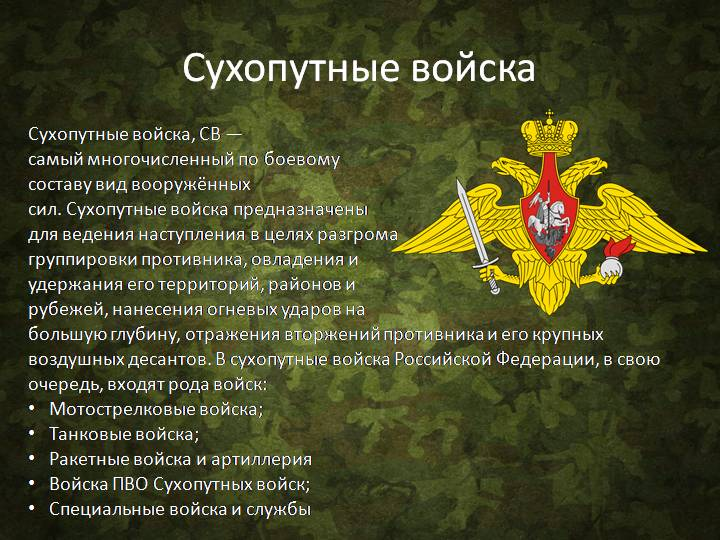 Сухопутные войска
Сухопутные войска, СВ —
самый многочисленный по боевому
составу вид вооружённых
сил. Сухопутные войска предназначены
для ведения наступления в целях разгрома
группировки противника, овладения и
удержания его территорий, районов и
рубежей, нанесения огневых ударов на
большую глубину, отражения вторжений противника и его крупных
воздушных десантов. В сухопутные войска Российской Федерации, в свою
очередь, входят рода войск:
• Мотострелковые войска;
• Танковые войска;
• Ракетные войска и артиллерия
• Войска ПВО Сухопутных войск;
• Специальные войска и службы